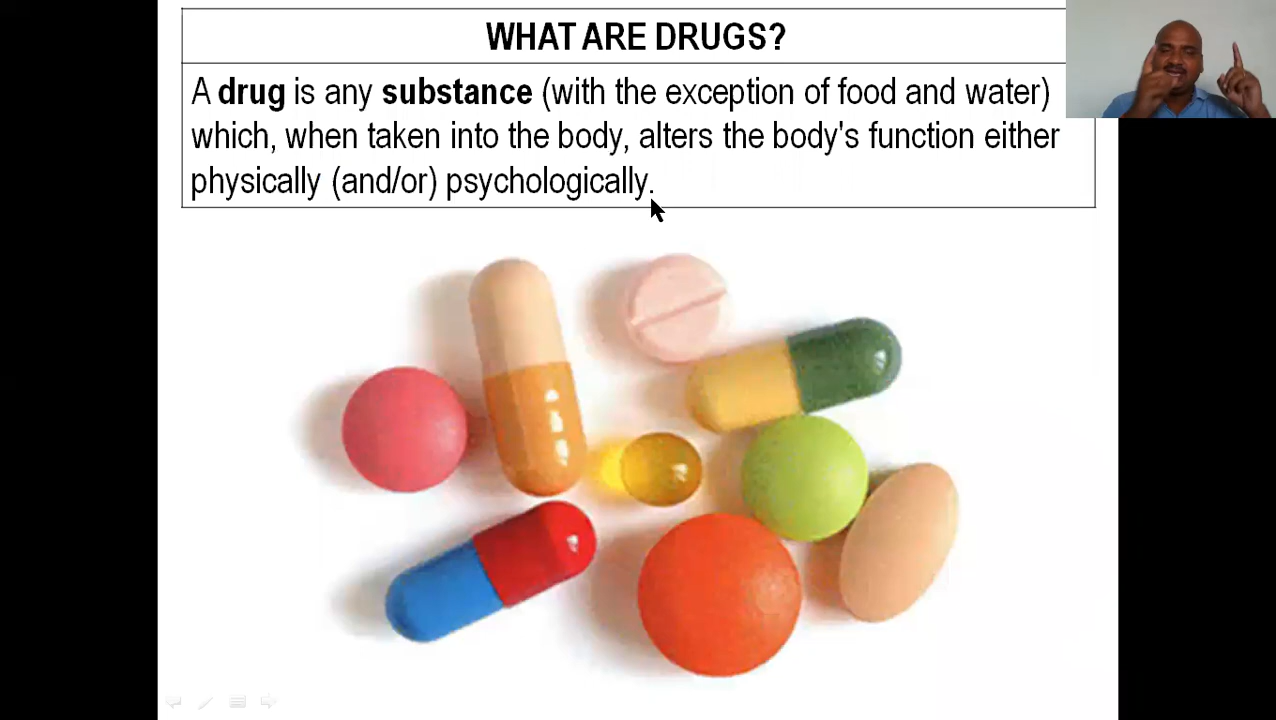 WHAT ARE DRUGS?
A drug is any substance (with the exception of food and water)
which, when taken into the body, alters the body's function either
physically (and/or) psychologically.